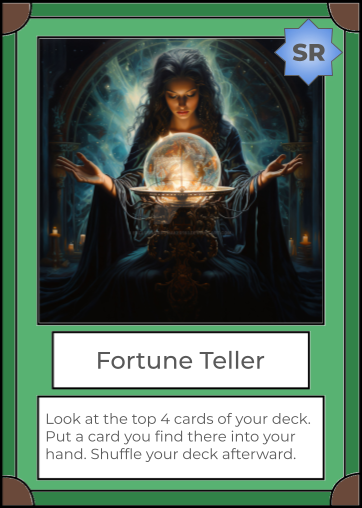 SR
Fortune Teller
Look at the top 4 cards of your deck.
Put a card you find there into your
hand. Shuffle your deck afterward.